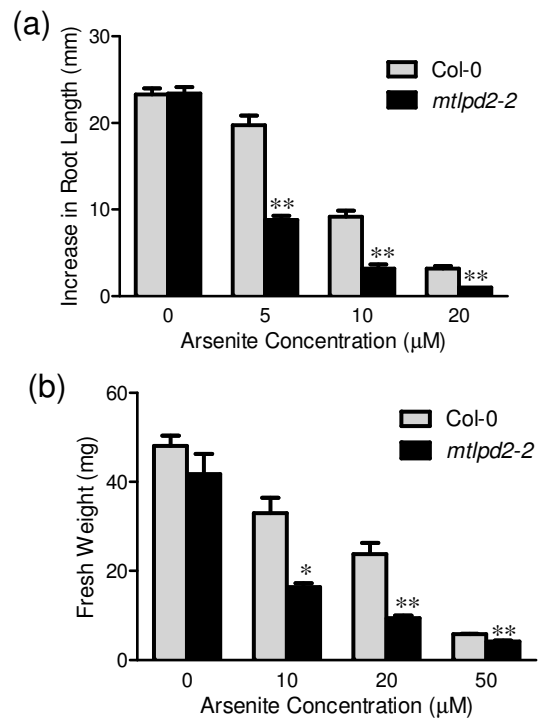 (a)
30
20
10
0
Increase in Root Length (mm)
Col-0
mtlpd2-2
**
**
**
0 5 10 20
Arsenite Concentration (μM)
(b)
60
40
20
0
Fresh Weight (mg)
Col-0
mtlpd2-2
*
**
**
0 10 20 50
Arsenite Concentration (μM)